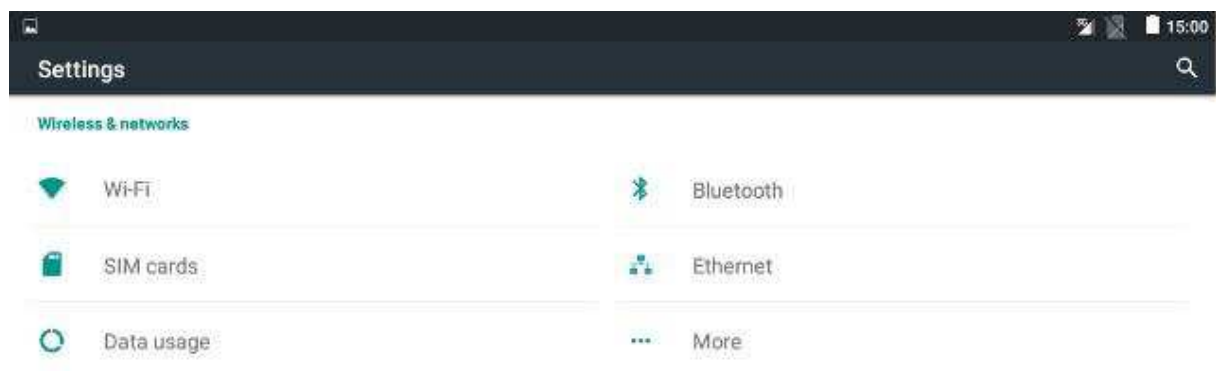 15:00
Settings
Wireless & networks
Wi-Fi
Bluetooth
SIM cards
Ethernet
Data usage
More